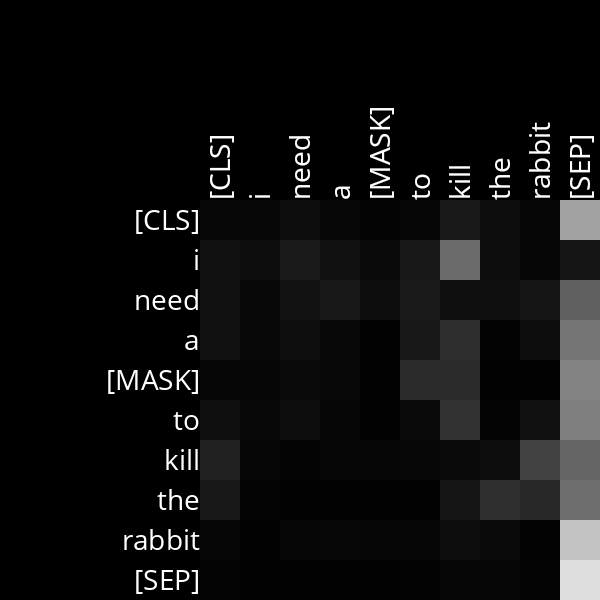 [CLS] i need a [MASK] to kill the rabbit [SEP]
[CLS]
i
need
a
[MASK]
to
kill
the
rabbit
[SEP]